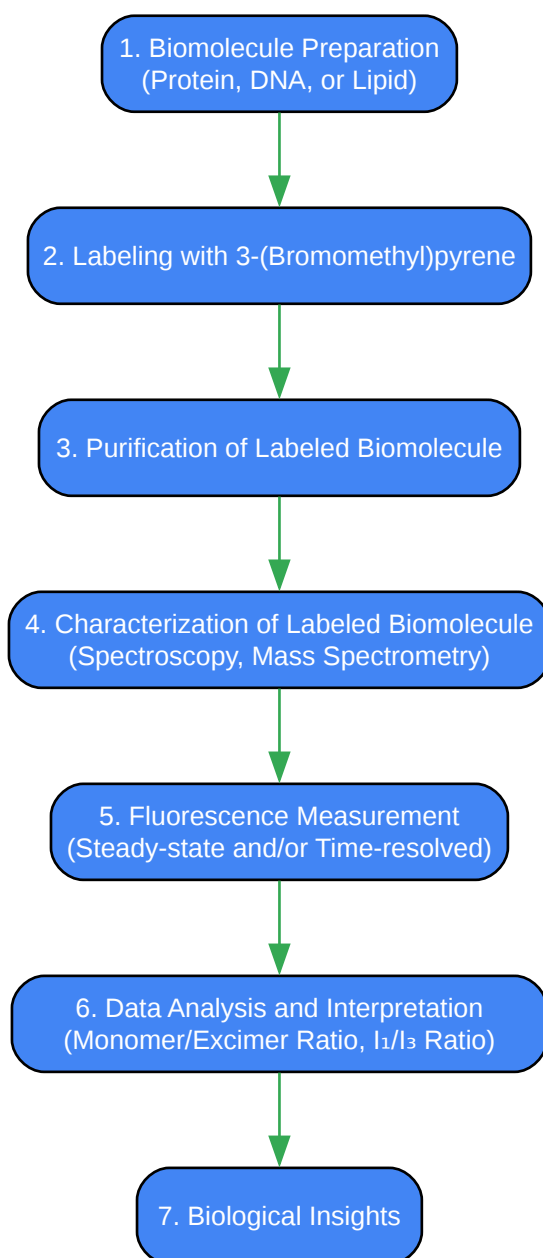 1. Biomolecule Preparation
(Protein, DNA, or Lipid)
2. Labeling with 3-(Bromomethyl)pyrene
3. Purification of Labeled Biomolecule
4. Characterization of Labeled Biomolecule
(Spectroscopy, Mass Spectrometry)
5. Fluorescence Measurement
(Steady-state and/or Time-resolved)
6. Data Analysis and Interpretation
(Monomer/Excimer Ratio, I₁/I₃ Ratio)
7. Biological Insights